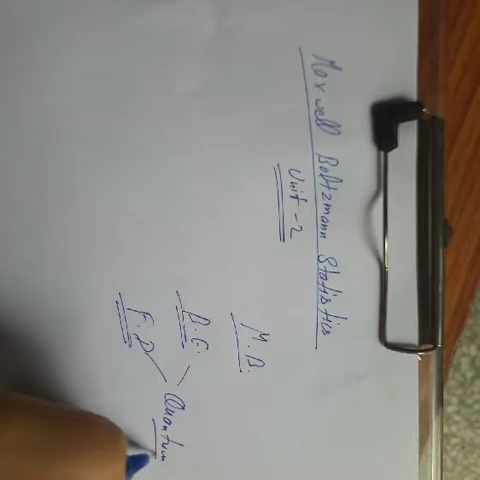 Maxwell Boltzmann Statistics
Unit-2
M.B.
B.E.
F.D
Quantum